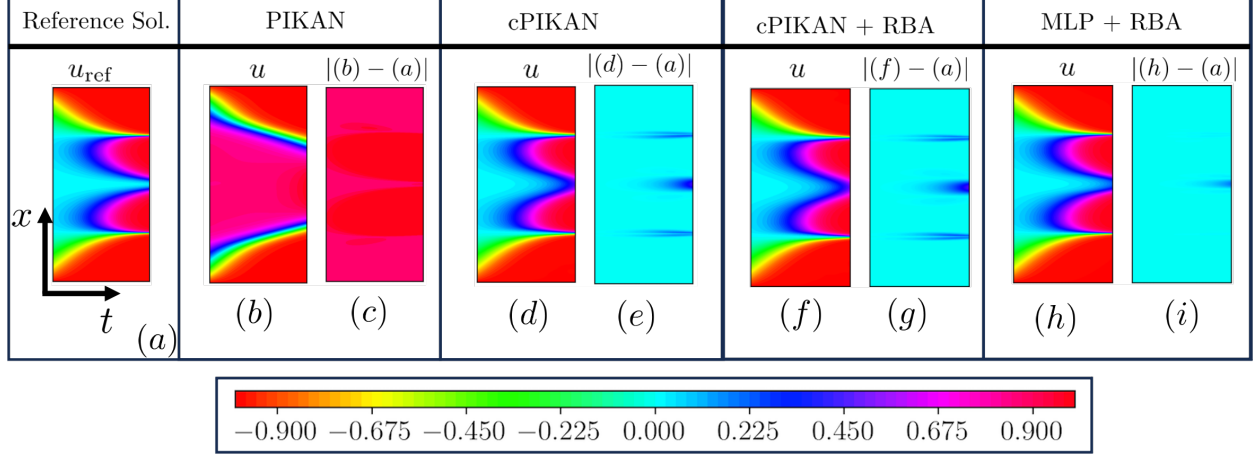 Reference Sol. PIKAN cPIKAN cPIKAN + RBA MLP + RBA
u_ref u |(b) − (a)| u |(d) − (a)| u |(f) − (a)| u |(h) − (a)|
x
t
(a) (b) (c) (d) (e) (f) (g) (h) (i)
−0.900 −0.675 −0.450 −0.225 0.000 0.225 0.450 0.675 0.900